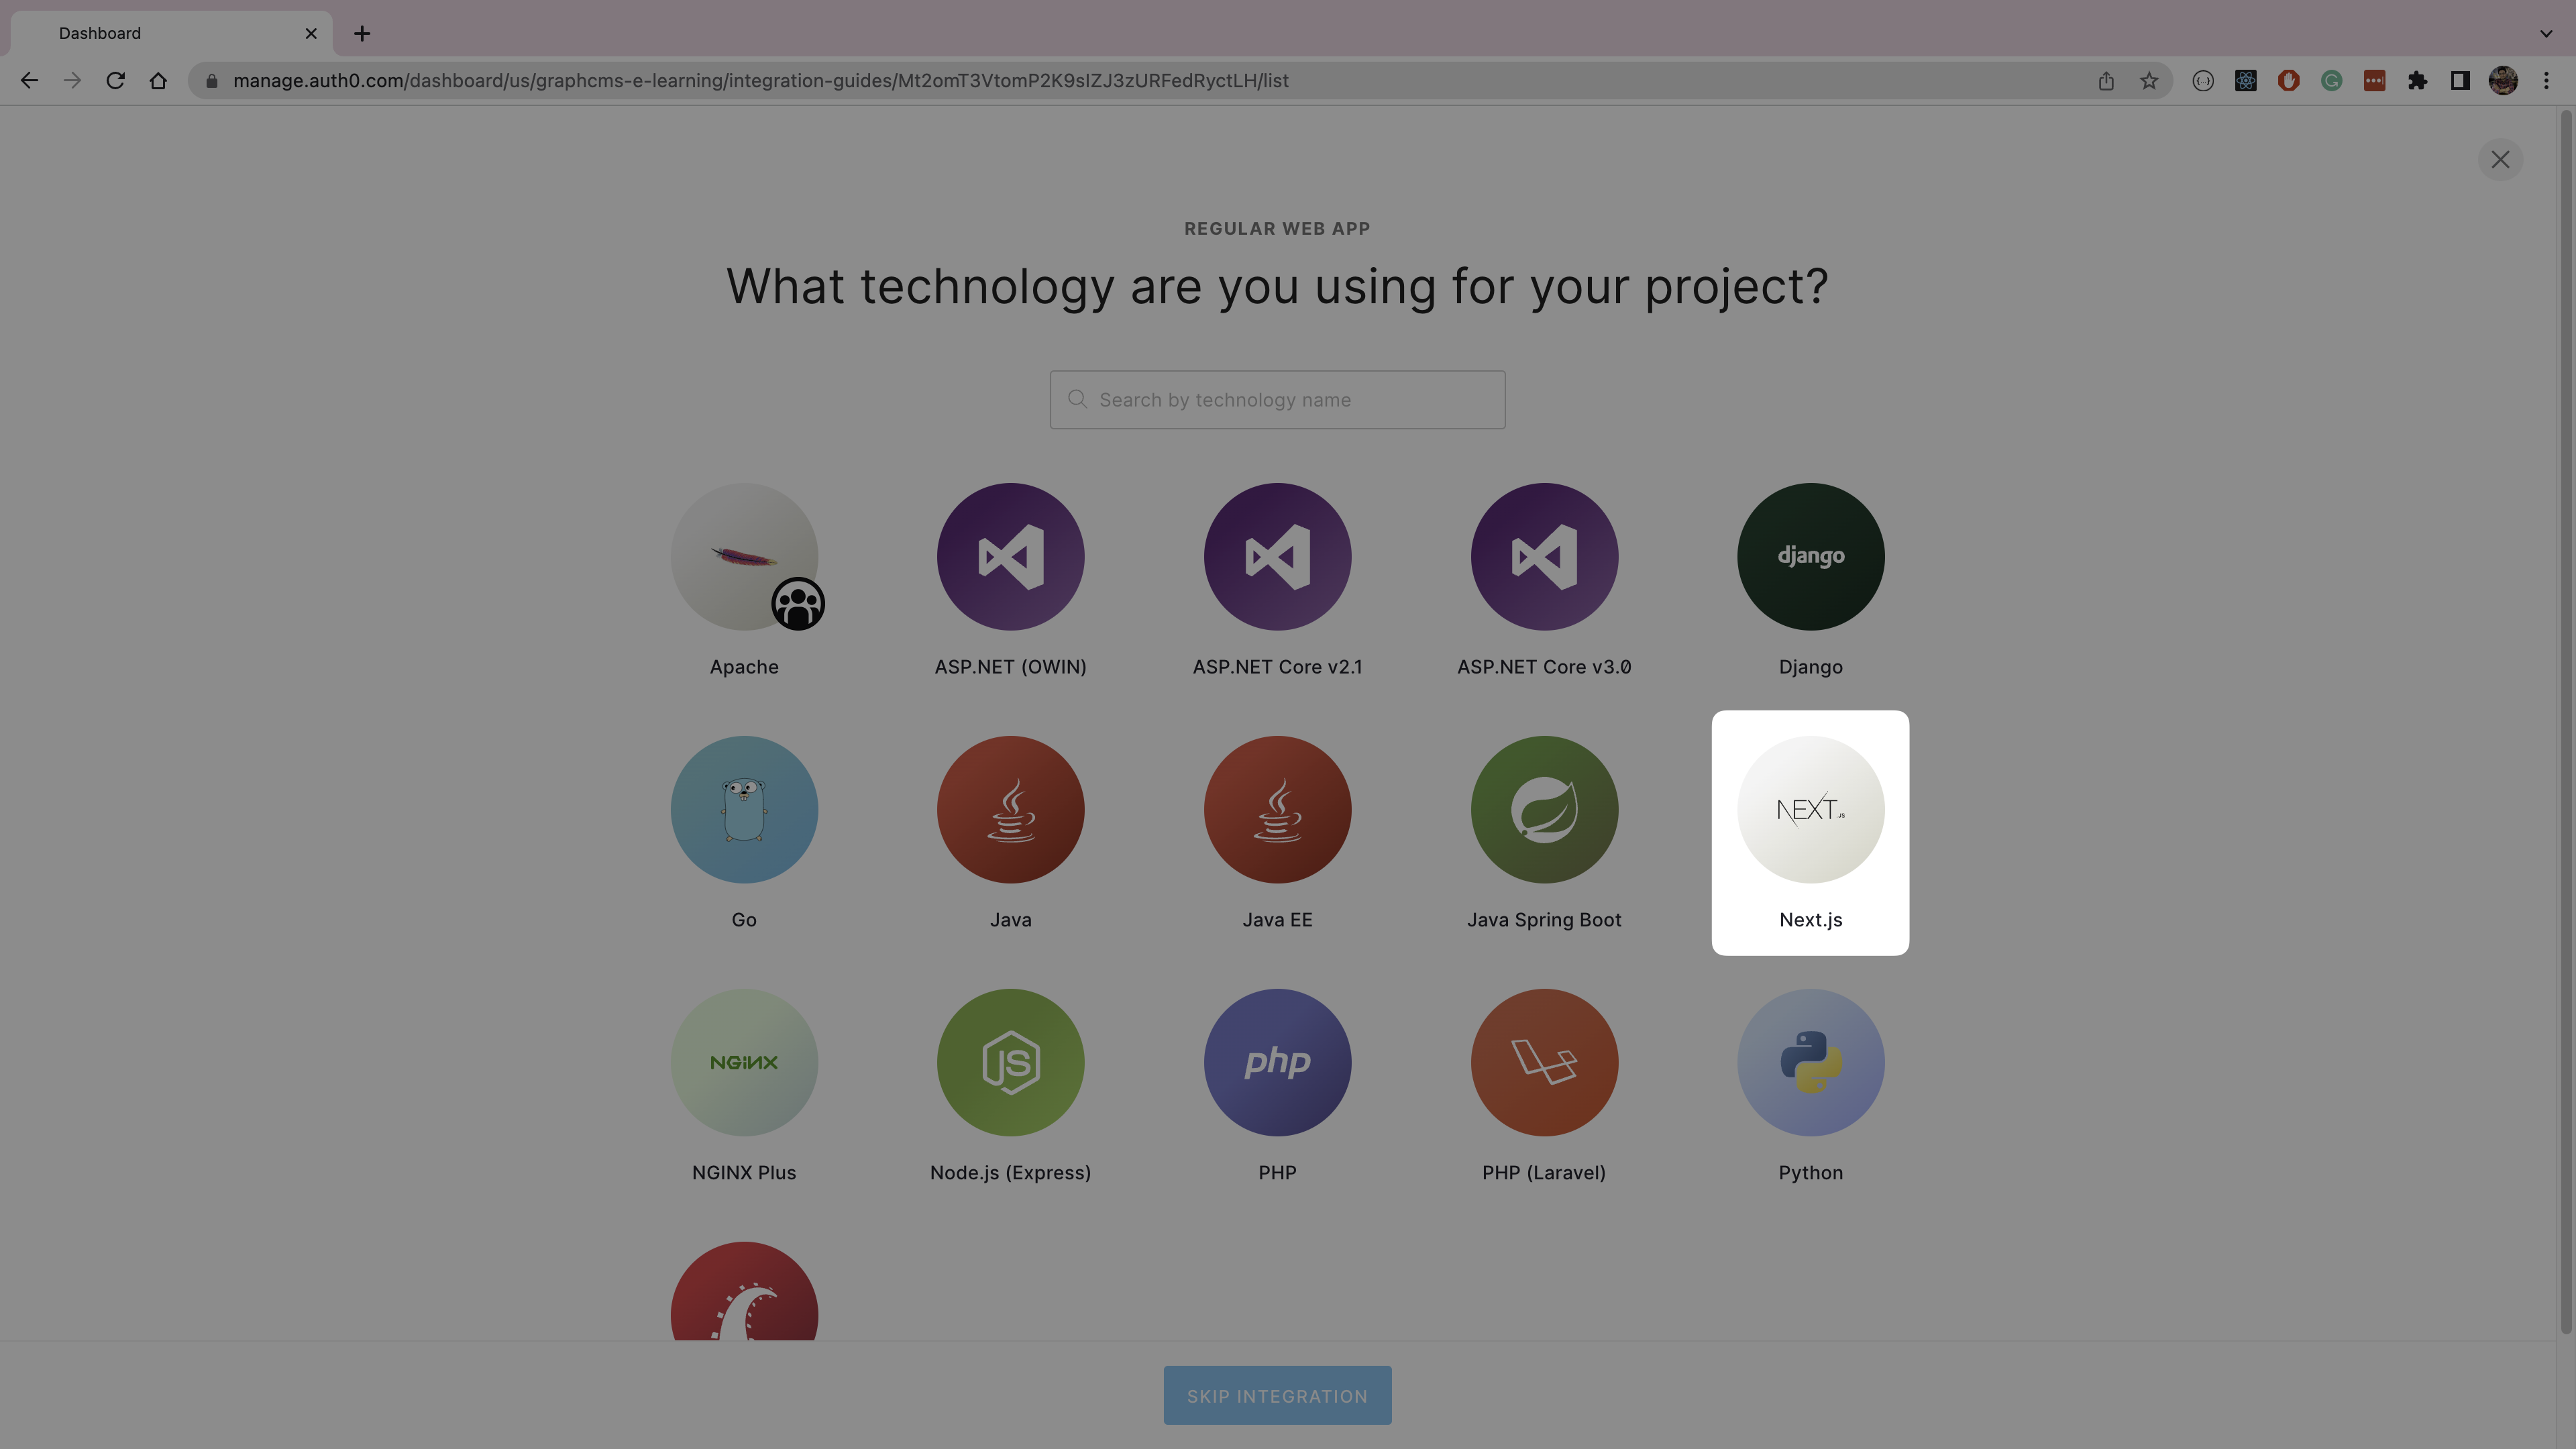 Dashboard
manage.auth0.com/dashboard/us/graphcms-e-learning/integration-guides/Mt2omT3VtomP2K9sIZJ3zURFedRyctLH/list
REGULAR WEB APP
What technology are you using for your project?
Search by technology name
django
Apache
ASP.NET (OWIN)
ASP.NET Core v2.1
ASP.NET Core v3.0
Django
NEXT.JS
Go
Java
Java EE
Java Spring Boot
Next.js
NGINX
JS
php
NGINX Plus
Node.js (Express)
PHP
PHP (Laravel)
Python
SKIP INTEGRATION